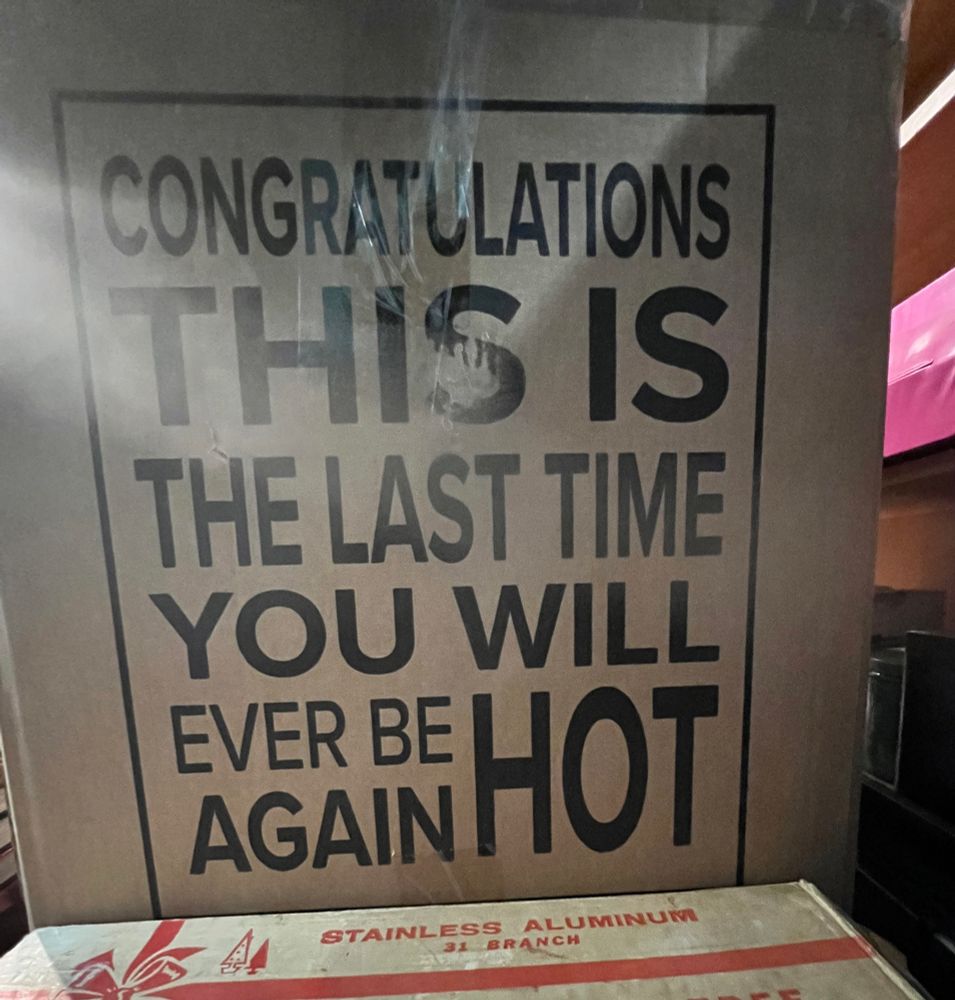 CONGRATULATIONS
THIS IS
THE LAST TIME
YOU WILL
EVER BE
AGAIN HOT
STAINLESS ALUMINUM
31 BRANCH